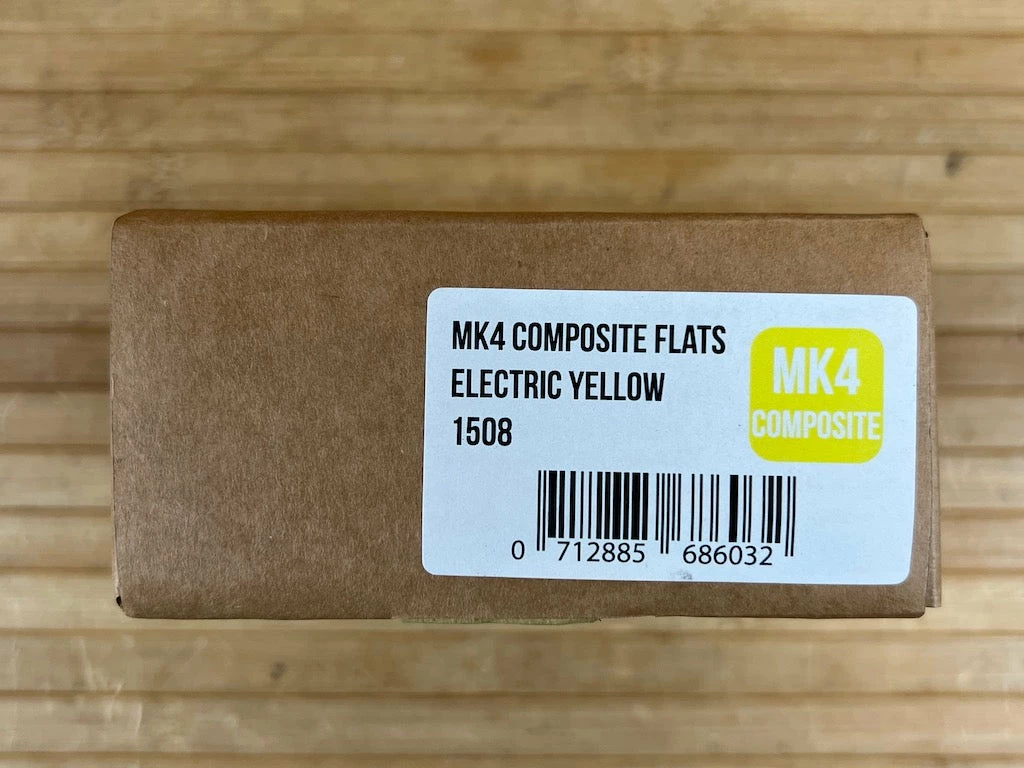 MK4 COMPOSITE FLATS
ELECTRIC YELLOW
1508
MK4
COMPOSITE
0 712885 686032